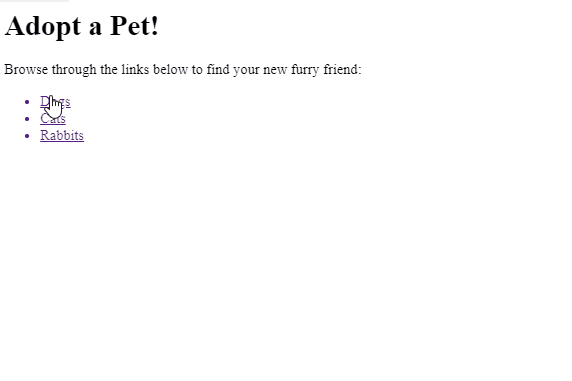 Adopt a Pet!
Browse through the links below to find your new furry friend:
Dogs
Cats
Rabbits